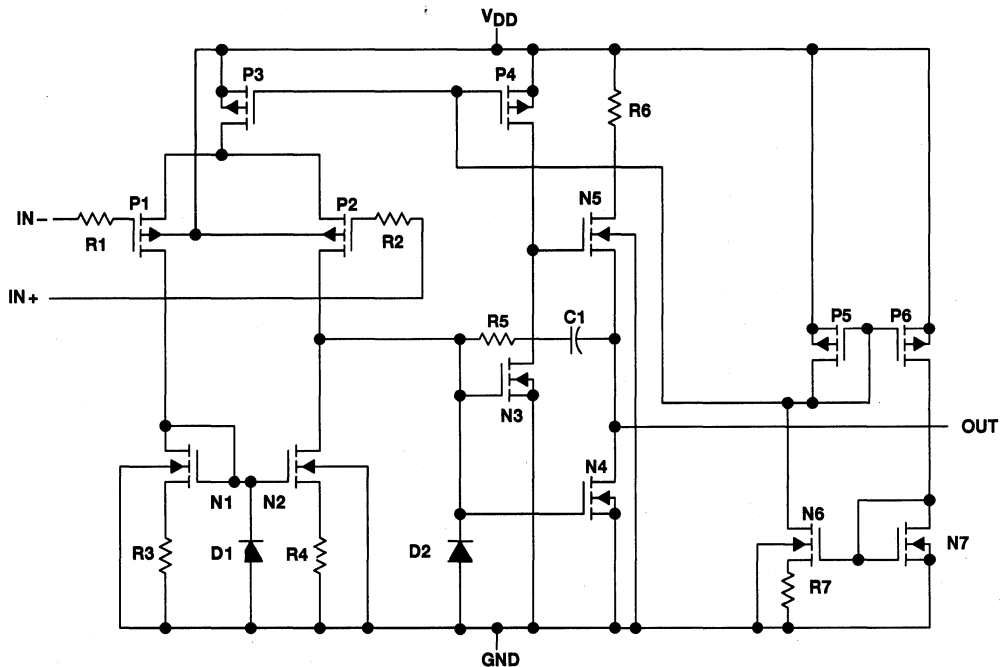 VDD
P3
P4
R6
P1
P2
N5
IN–
R1
R2
IN+
R5
C1
P5
P6
N3
OUT
N1
N2
N4
N6
N7
R3
D1
R4
D2
R7
GND